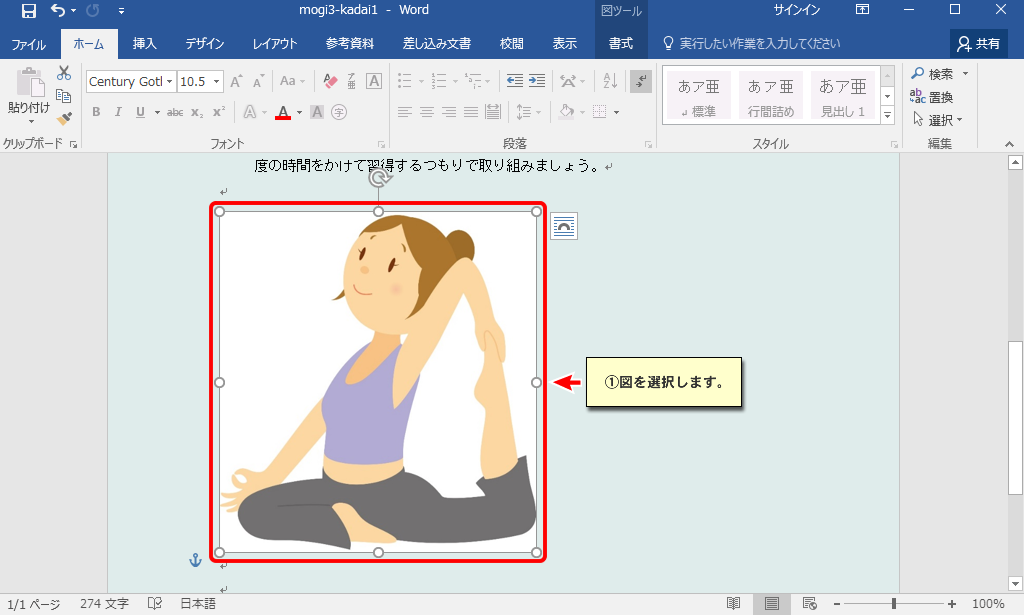 mogi3-kadai1 - Word
図ツール
サインイン
ファイル ホーム 挿入 デザイン レイアウト 参考資料 差し込み文書 校閲 表示 書式 実行したい作業を入力してください 共有
貼り付け
Century Gotl 10.5 A A Aa A
B I U abc x₂ x² A A A 字
あア亜 あア亜 あア亜
標準 行間詰め 見出し 1
検索
置換
選択
クリップボード フォント 段落 スタイル 編集
度の時間をかけて習得するつもりで取り組みましょう。
①図を選択します。
1/1 ページ 274 文字 日本語 100%